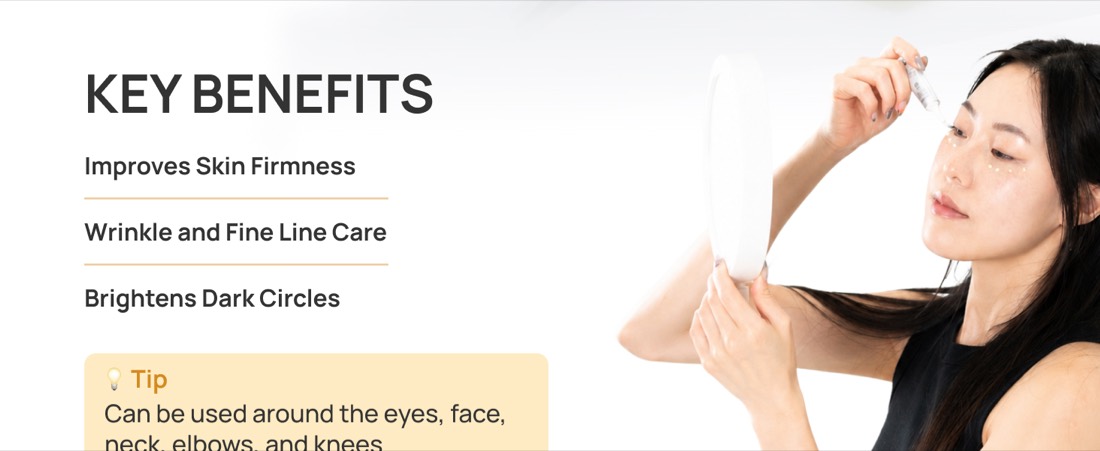 KEY BENEFITS
Improves Skin Firmness
Wrinkle and Fine Line Care
Brightens Dark Circles
💡 Tip
Can be used around the eyes, face,
neck, elbows, and knees